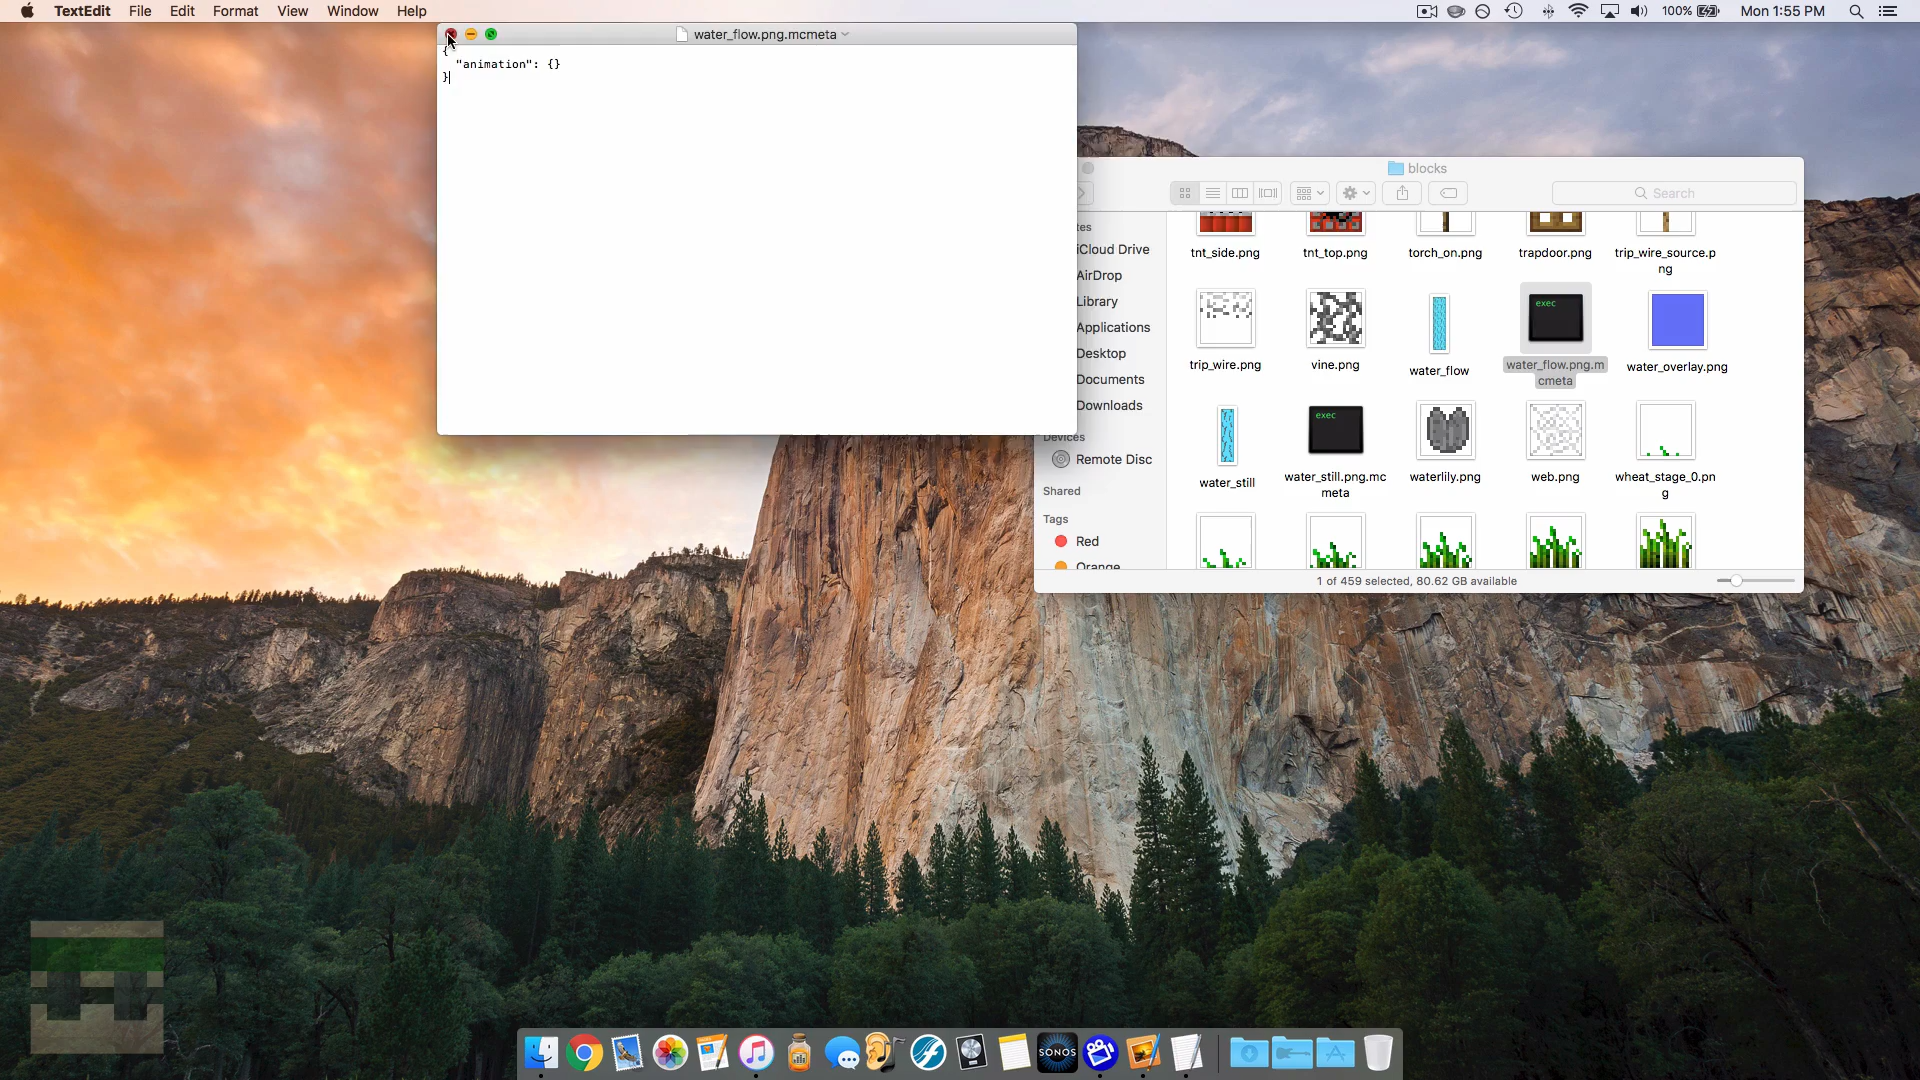 TextEdit File Edit Format View Window Help
100% Mon 1:55 PM
water_flow.png.mcmeta
{
"animation": {}
}
blocks
Search
tes
iCloud Drive
AirDrop
Library
Applications
Desktop
Documents
Downloads
Devices
Remote Disc
Shared
Tags
Red
Orange
tnt_side.png
tnt_top.png
torch_on.png
trapdoor.png
trip_wire_source.p
ng
trip_wire.png
vine.png
water_flow
exec
water_flow.png.m
cmeta
water_overlay.png
water_still
exec
water_still.png.mc
meta
waterlily.png
web.png
wheat_stage_0.pn
g
1 of 459 selected, 80.62 GB available
SONOS